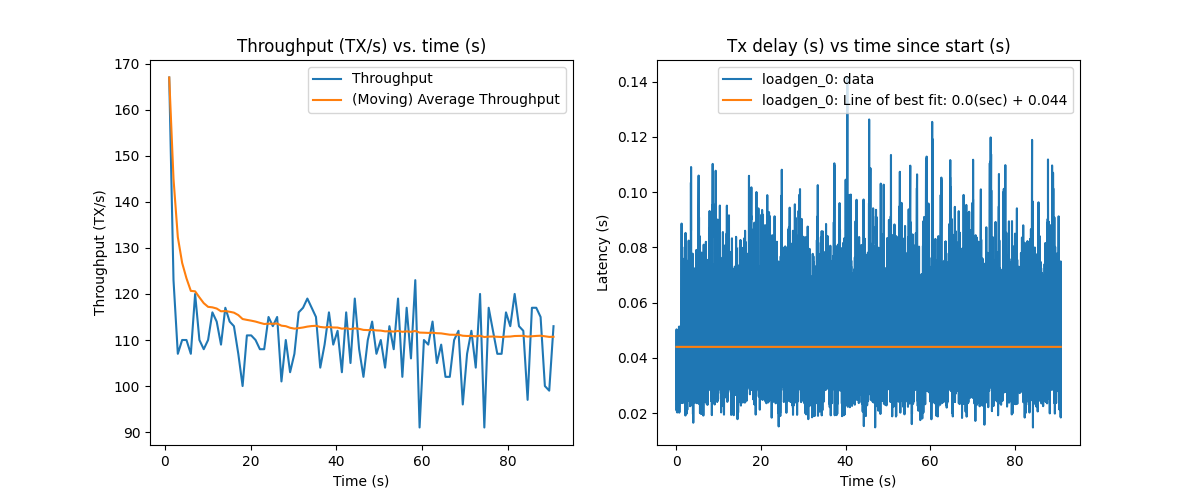 Throughput (TX/s) vs. time (s)
Throughput (TX/s)
170
160
150
140
130
120
110
100
90
0
20
40
60
80
Time (s)
Throughput
(Moving) Average Throughput
Tx delay (s) vs time since start (s)
Latency (s)
0.14
0.12
0.10
0.08
0.06
0.04
0.02
0
20
40
60
80
Time (s)
loadgen_0: data
loadgen_0: Line of best fit: 0.0(sec) + 0.044